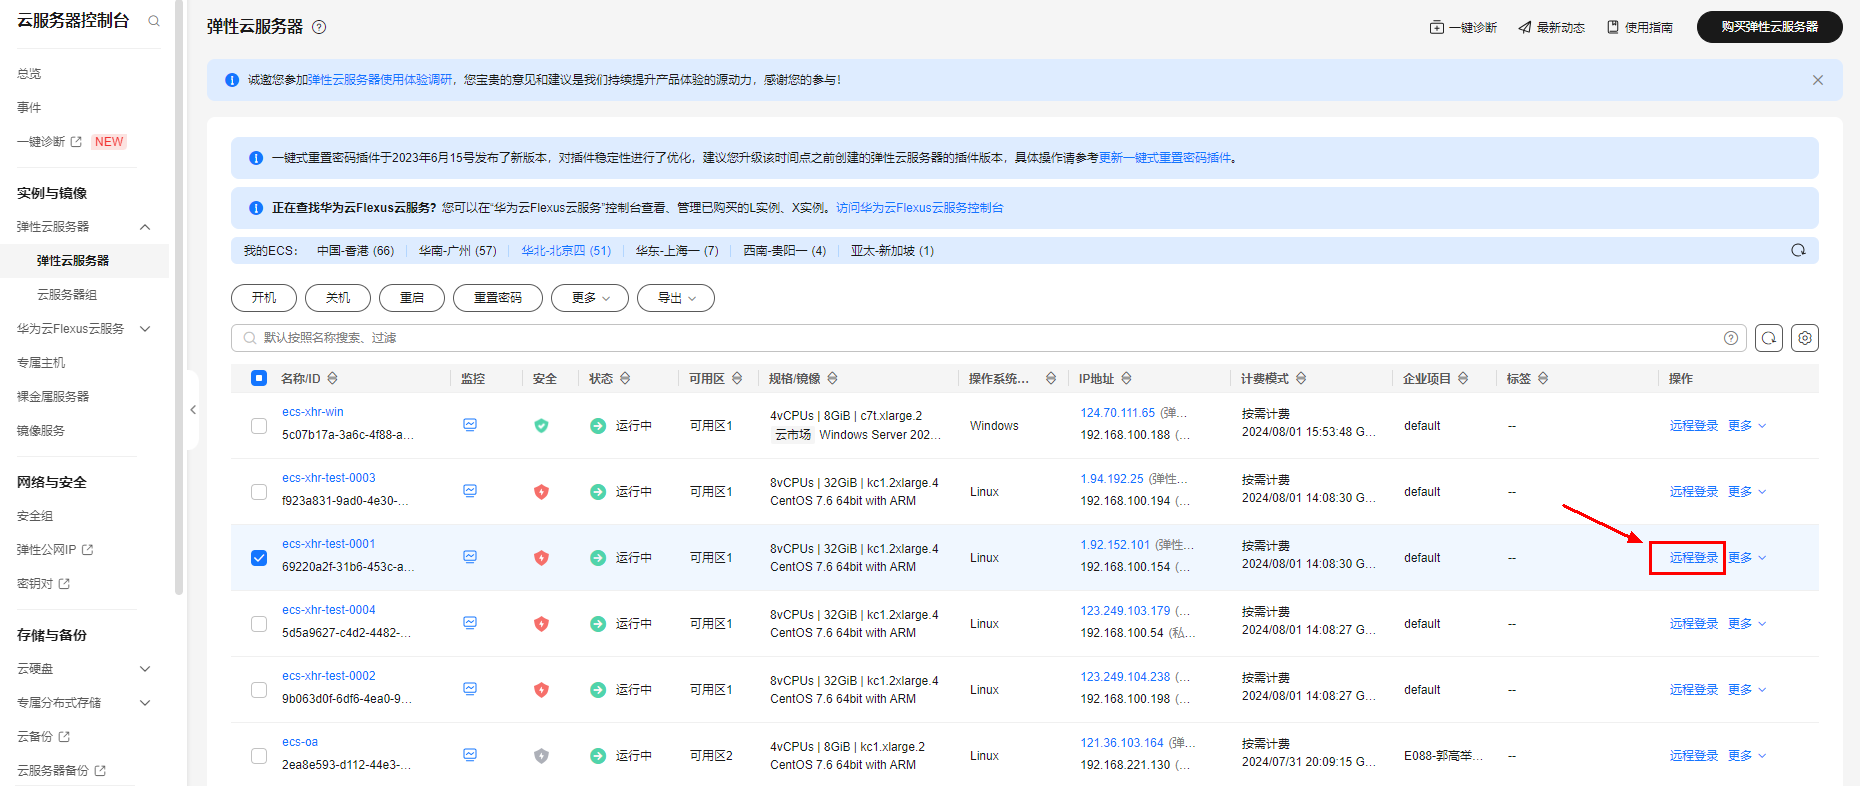 云服务器控制台
总览
事件
一键诊断 NEW
实例与镜像
弹性云服务器
弹性云服务器
云服务器组
华为云Flexus云服务
专属主机
裸金属服务器
镜像服务
网络与安全
安全组
弹性公网IP
密钥对
存储与备份
云硬盘
专属分布式存储
云备份
云服务器备份
弹性云服务器
一键诊断 最新动态 使用指南 购买弹性云服务器
诚邀您参加弹性云服务器使用体验调研，您宝贵的意见和建议是我们持续提升产品体验的源动力，感谢您的参与！
一键式重置密码插件于2023年6月15号发布了新版本，对插件稳定性进行了优化，建议您升级该时间点之前创建的弹性云服务器的插件版本，具体操作请参考更新一键式重置密码插件。
正在查找华为云Flexus云服务？您可以在“华为云Flexus云服务”控制台查看、管理已购买的L实例、X实例。访问华为云Flexus云服务控制台
我的ECS： 中国-香港 (66) 华南-广州 (57) 华北-北京四 (51) 华东-上海一 (7) 西南-贵阳一 (4) 亚太-新加坡 (1)
开机 关机 重启 重置密码 更多 导出
默认按照名称搜索、过滤
名称/ID 监控 安全 状态 可用区 规格/镜像 操作系统... IP地址 计费模式 企业项目 标签 操作
ecs-xhr-win
5c07b17a-3a6c-4f88-a...
运行中 可用区1
4vCPUs | 8GiB | c7t.xlarge.2
云市场 Windows Server 202...
Windows
124.70.111.65 (弹...
192.168.100.188 (...
按需计费
2024/08/01 15:53:48 G...
default -- 远程登录 更多
ecs-xhr-test-0003
f923a831-9ad0-4e30-...
运行中 可用区1
8vCPUs | 32GiB | kc1.2xlarge.4
CentOS 7.6 64bit with ARM
Linux
1.94.192.25 (弹性...
192.168.100.194 (...
按需计费
2024/08/01 14:08:30 G...
default -- 远程登录 更多
ecs-xhr-test-0001
69220a2f-31b6-453c-a...
运行中 可用区1
8vCPUs | 32GiB | kc1.2xlarge.4
CentOS 7.6 64bit with ARM
Linux
1.92.152.101 (弹性...
192.168.100.154 (...
按需计费
2024/08/01 14:08:30 G...
default -- 远程登录 更多
ecs-xhr-test-0004
5d5a9627-c4d2-4482-...
运行中 可用区1
8vCPUs | 32GiB | kc1.2xlarge.4
CentOS 7.6 64bit with ARM
Linux
123.249.103.179 (...
192.168.100.54 (私...
按需计费
2024/08/01 14:08:27 G...
default -- 远程登录 更多
ecs-xhr-test-0002
9b063d0f-6df6-4ea0-9...
运行中 可用区1
8vCPUs | 32GiB | kc1.2xlarge.4
CentOS 7.6 64bit with ARM
Linux
123.249.104.238 (...
192.168.100.198 (...
按需计费
2024/08/01 14:08:27 G...
default -- 远程登录 更多
ecs-oa
2ea8e593-d112-44e3-...
运行中 可用区2
4vCPUs | 8GiB | kc1.xlarge.2
CentOS 7.6 64bit with ARM
Linux
121.36.103.164 (弹...
192.168.221.130 (...
按需计费
2024/07/31 20:09:15 G...
E088-郭高举... -- 远程登录 更多